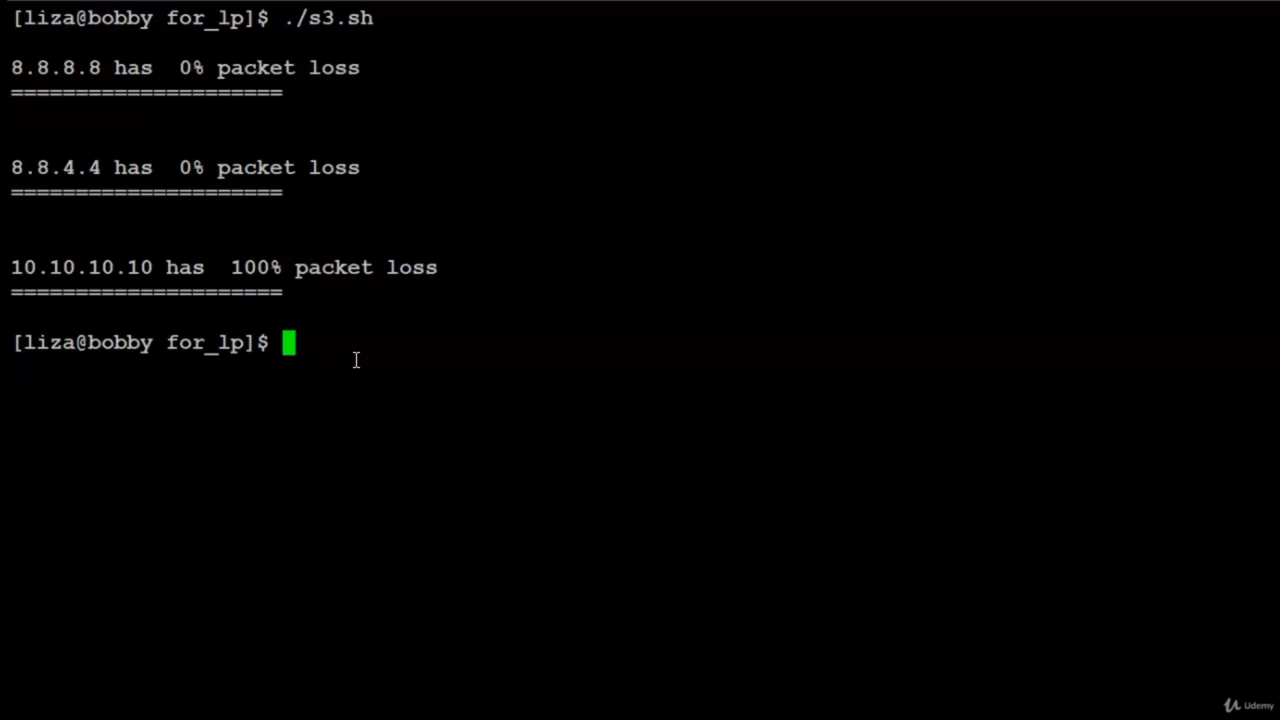 [liza@bobby for_lp]$ ./s3.sh
8.8.8.8 has  0% packet loss
=====================
8.8.4.4 has  0% packet loss
=====================
10.10.10.10 has  100% packet loss
=====================
[liza@bobby for_lp]$
Udemy